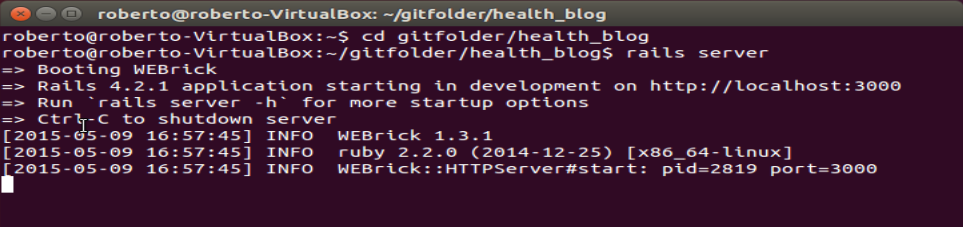 roberto@roberto-VirtualBox: ~/gitfolder/health_blog
roberto@roberto-VirtualBox:~$ cd gitfolder/health_blog
roberto@roberto-VirtualBox:~/gitfolder/health_blog$ rails server
=> Booting WEBrick
=> Rails 4.2.1 application starting in development on http://localhost:3000
=> Run `rails server -h` for more startup options
=> Ctrl-C to shutdown server
[2015-05-09 16:57:45] INFO  WEBrick 1.3.1
[2015-05-09 16:57:45] INFO  ruby 2.2.0 (2014-12-25) [x86_64-linux]
[2015-05-09 16:57:45] INFO  WEBrick::HTTPServer#start: pid=2819 port=3000